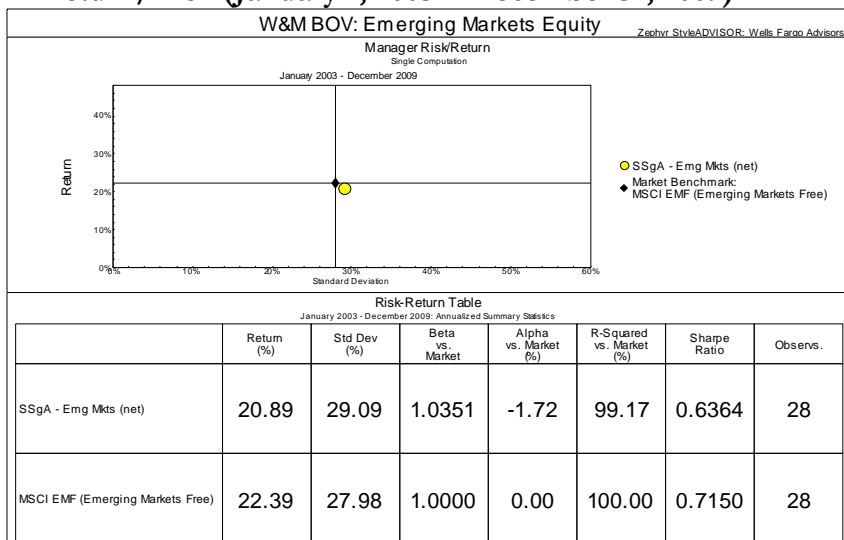 W&M BOV: Emerging Markets Equity
Zephyr StyleADVISOR: Wells Fargo Advisors
Manager Risk/Return
Single Computation
January 2003 - December 2009
Return
40%
30%
20%
10%
0%
0% 10% 20% 30% 40% 50% 60%
Standard Deviation
SSgA - Emg Mkts (net)
Market Benchmark:
MSCI EMF (Emerging Markets Free)
Risk-Return Table
January 2003 - December 2009: Annualized Summary Statistics
Return (%) Std Dev (%) Beta vs. Market Alpha vs. Market (%) R-Squared vs. Market (%) Sharpe Ratio Observs.
SSgA - Emg Mkts (net) 20.89 29.09 1.0351 -1.72 99.17 0.6364 28
MSCI EMF (Emerging Markets Free) 22.39 27.98 1.0000 0.00 100.00 0.7150 28